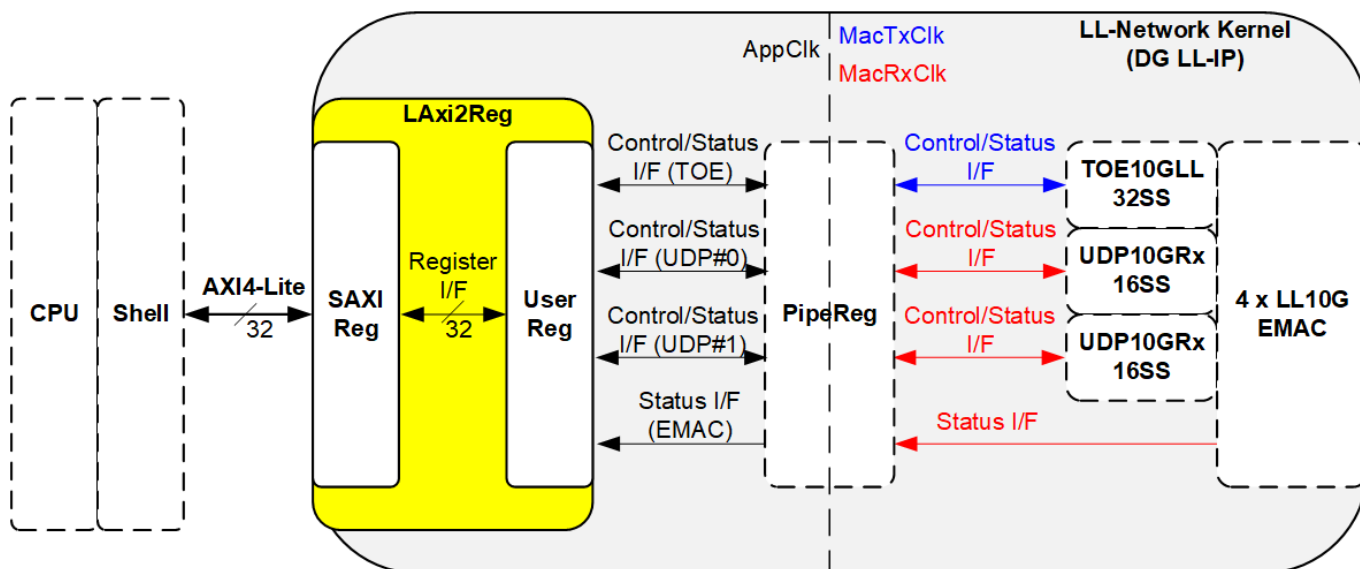 AppClk
MacTxClk
MacRxClk
LL-Network Kernel
(DG LL-IP)
LAxi2Reg
CPU
Shell
AXI4-Lite
32
SAXI
Reg
Register
I/F
32
User
Reg
Control/Status
I/F (TOE)
Control/Status
I/F (UDP#0)
Control/Status
I/F (UDP#1)
Status I/F
(EMAC)
PipeReg
Control/Status
I/F
Control/Status
I/F
Control/Status
I/F
Status I/F
TOE10GLL
32SS
UDP10GRx
16SS
UDP10GRx
16SS
4 x LL10G
EMAC